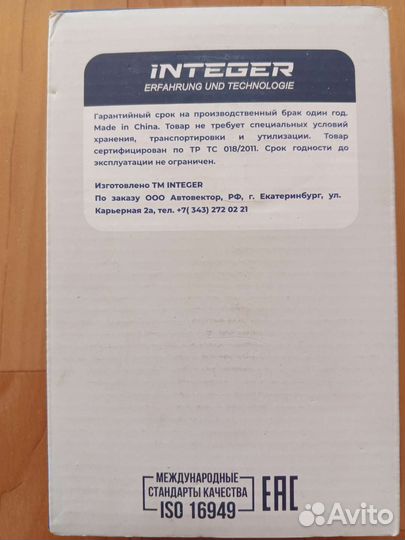 INTEGER
ERFAHRUNG UND TECHNOLOGIE
Гарантийный срок на производственный брак один год.
Made in China. Товар не требует специальных условий
хранения, транспортировки и утилизации. Товар
сертифицирован по ТР ТС 018/2011. Срок годности до
эксплуатации не ограничен.
Изготовлено ТМ INTEGER
По заказу ООО Автовектор, РФ, г. Екатеринбург, ул.
Карьерная 2а, тел. +7( 343) 272 02 21
МЕЖДУНАРОДНЫЕ
СТАНДАРТЫ КАЧЕСТВА
ISO 16949
EAC
Avito